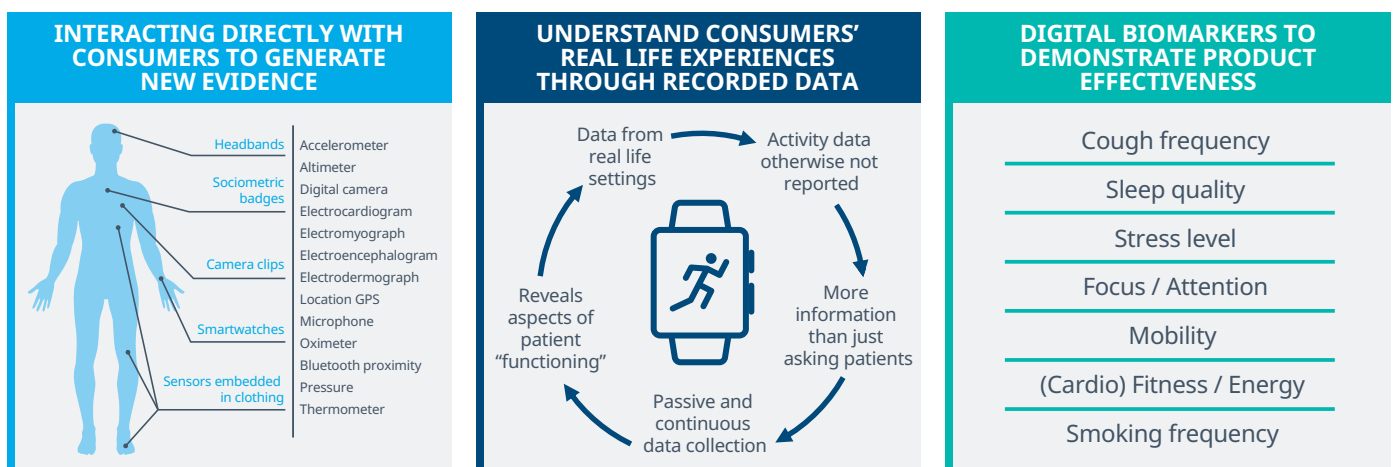 INTERACTING DIRECTLY WITH
CONSUMERS TO GENERATE
NEW EVIDENCE
Headbands
Sociometric
badges
Camera clips
Smartwatches
Sensors embedded
in clothing
Accelerometer
Altimeter
Digital camera
Electrocardiogram
Electromyograph
Electroencephalogram
Electrodermograph
Location GPS
Microphone
Oximeter
Bluetooth proximity
Pressure
Thermometer
UNDERSTAND CONSUMERS’
REAL LIFE EXPERIENCES
THROUGH RECORDED DATA
Data from
real life
settings
Activity data
otherwise not
reported
More
information
than just
asking patients
Passive and
continuous
data collection
Reveals
aspects of
patient
“functioning”
DIGITAL BIOMARKERS TO
DEMONSTRATE PRODUCT
EFFECTIVENESS
Cough frequency
Sleep quality
Stress level
Focus / Attention
Mobility
(Cardio) Fitness / Energy
Smoking frequency